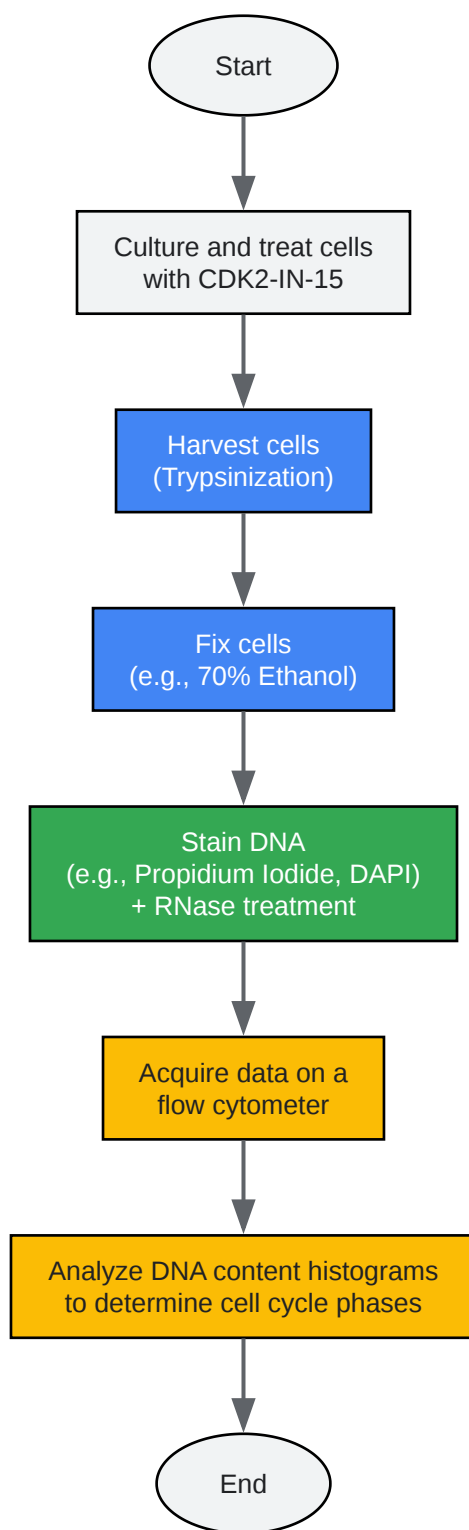 Start
Culture and treat cells
with CDK2-IN-15
Harvest cells
(Trypsinization)
Fix cells
(e.g., 70% Ethanol)
Stain DNA
(e.g., Propidium Iodide, DAPI)
+ RNase treatment
Acquire data on a
flow cytometer
Analyze DNA content histograms
to determine cell cycle phases
End